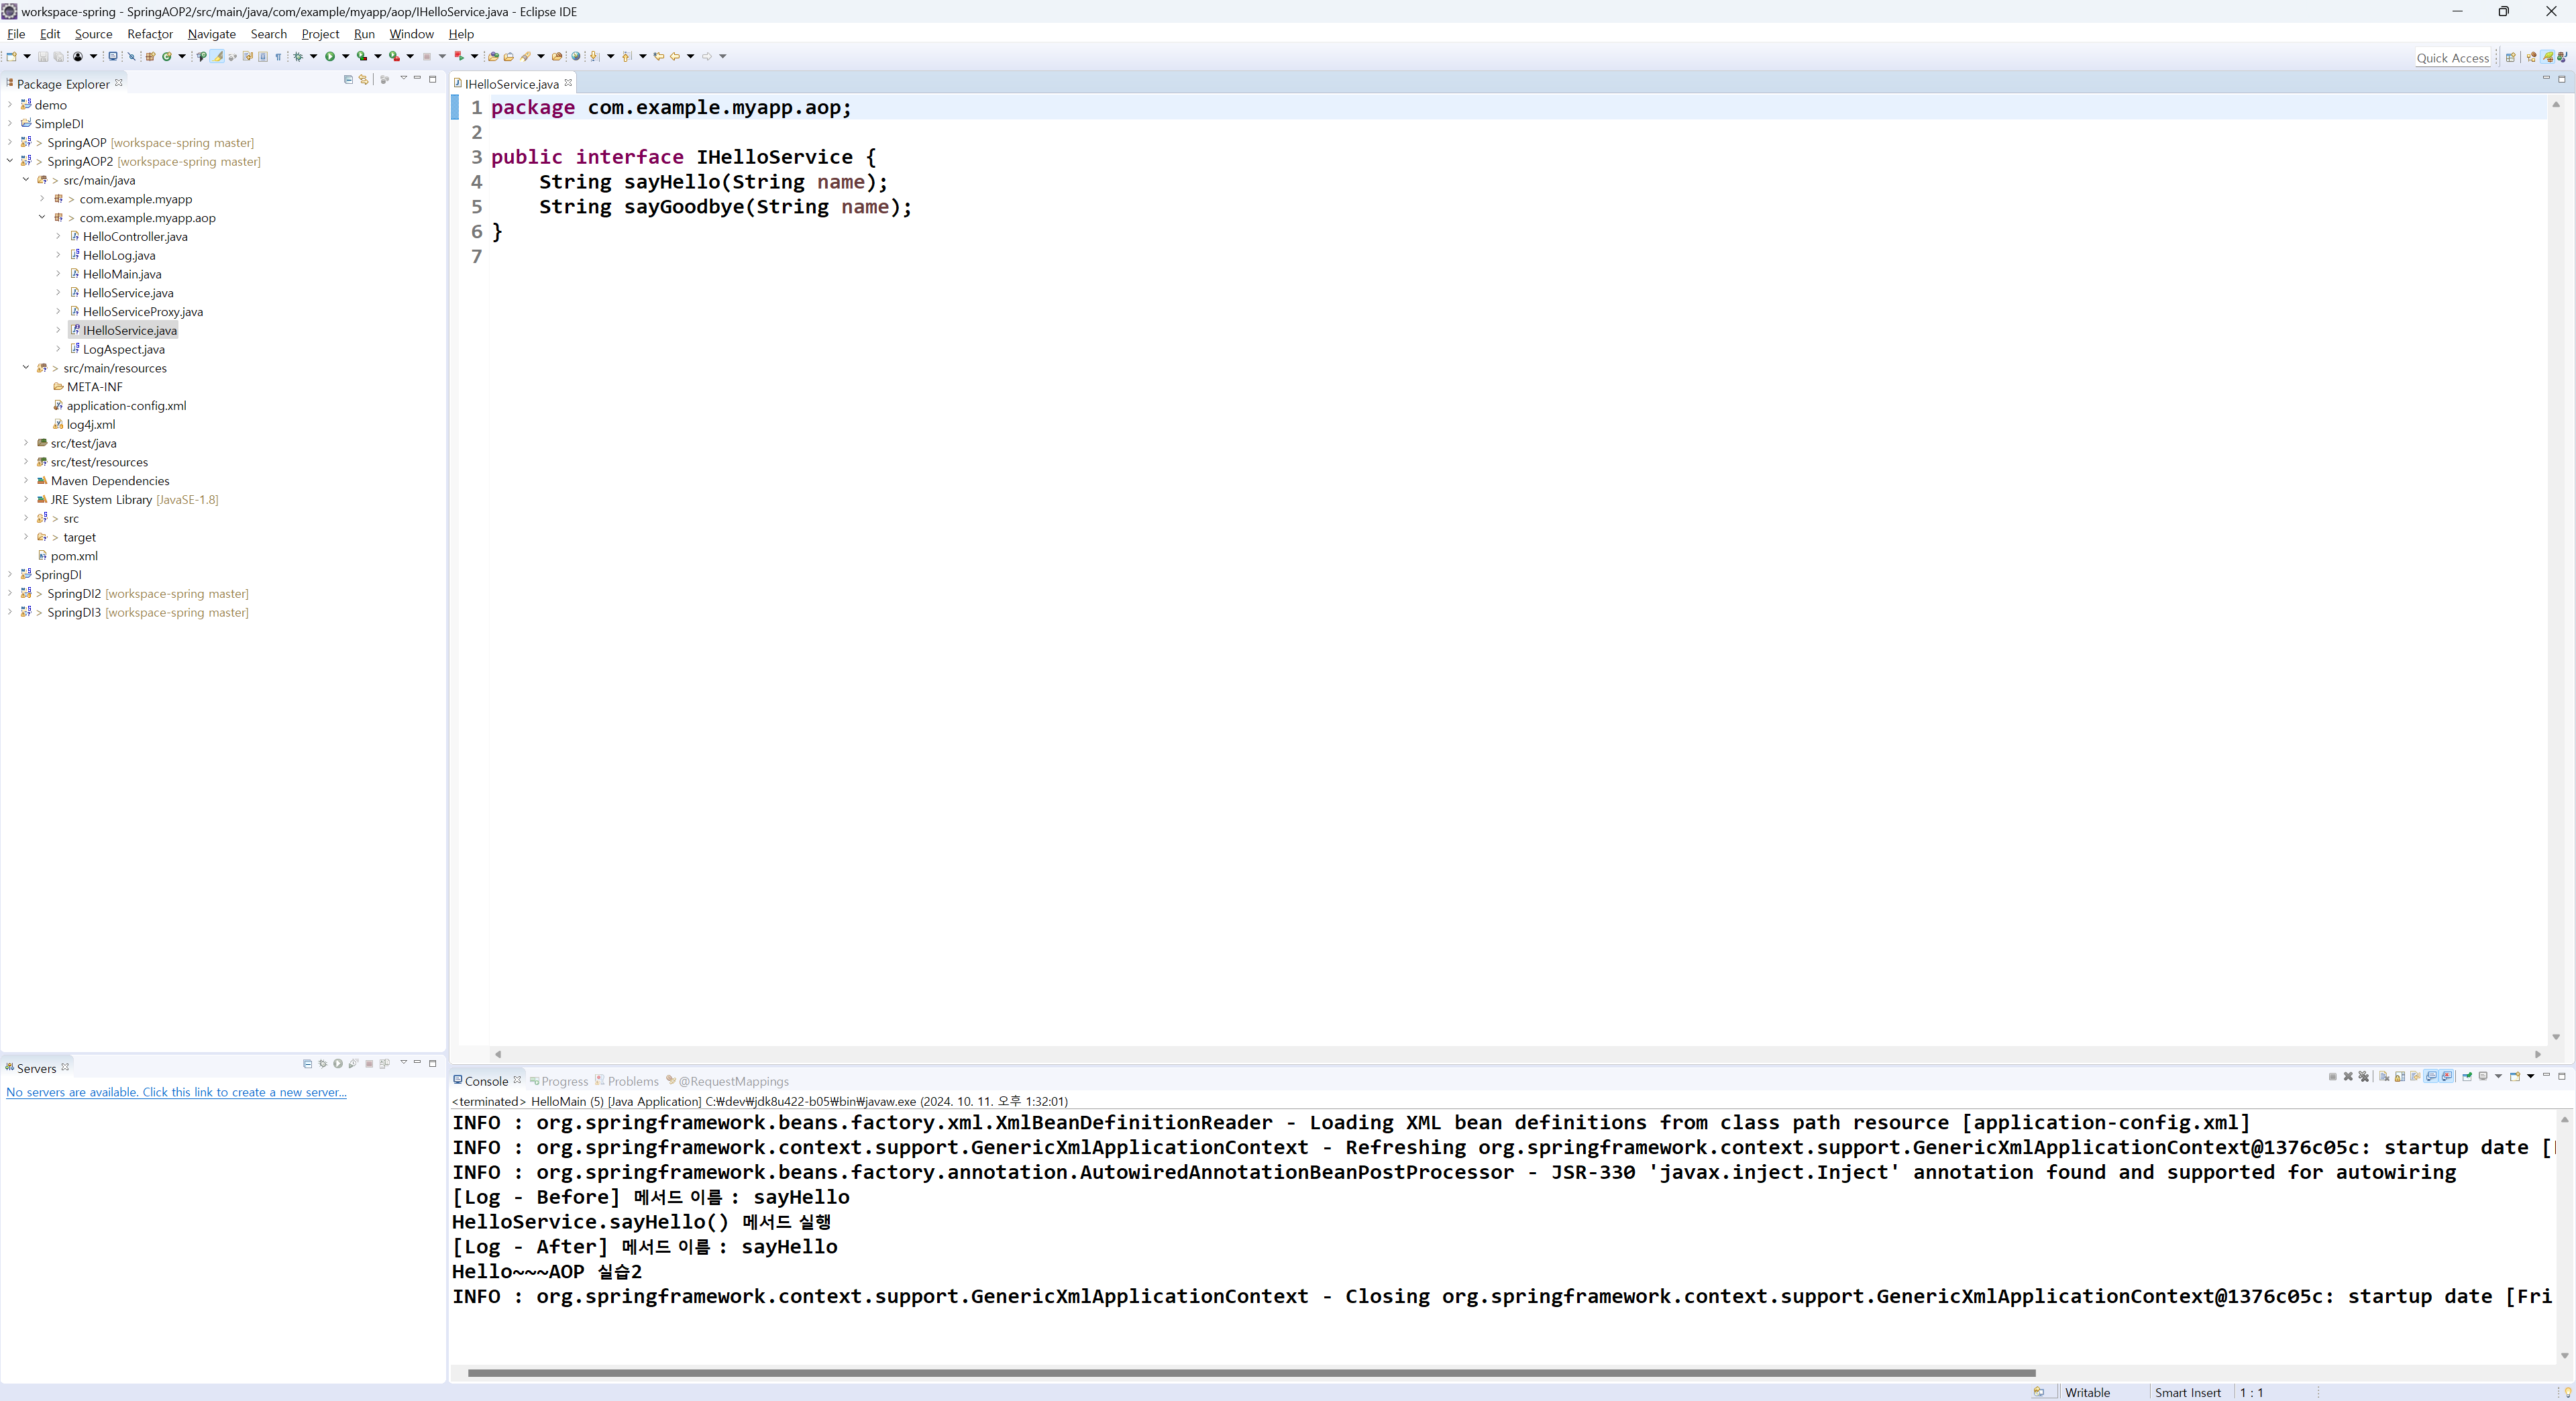 workspace-spring - SpringAOP2/src/main/java/com/example/myapp/aop/IHelloService.java - Eclipse IDE
File Edit Source Refactor Navigate Search Project Run Window Help
Quick Access
Package Explorer
demo
SimpleDI
> SpringAOP [workspace-spring master]
> SpringAOP2 [workspace-spring master]
> src/main/java
> com.example.myapp
> com.example.myapp.aop
HelloController.java
HelloLog.java
HelloMain.java
HelloService.java
HelloServiceProxy.java
IHelloService.java
LogAspect.java
> src/main/resources
META-INF
application-config.xml
log4j.xml
src/test/java
src/test/resources
Maven Dependencies
JRE System Library [JavaSE-1.8]
> src
> target
pom.xml
SpringDI
> SpringDI2 [workspace-spring master]
> SpringDI3 [workspace-spring master]
IHelloService.java
1 package com.example.myapp.aop;
2
3 public interface IHelloService {
4 String sayHello(String name);
5 String sayGoodbye(String name);
6 }
7
Servers
No servers are available. Click this link to create a new server...
Console Progress Problems @RequestMappings
<terminated> HelloMain (5) [Java Application] C:₩dev₩jdk8u422-b05₩bin₩javaw.exe (2024. 10. 11. 오후 1:32:01)
INFO : org.springframework.beans.factory.xml.XmlBeanDefinitionReader - Loading XML bean definitions from class path resource [application-config.xml]
INFO : org.springframework.context.support.GenericXmlApplicationContext - Refreshing org.springframework.context.support.GenericXmlApplicationContext@1376c05c: startup date [
INFO : org.springframework.beans.factory.annotation.AutowiredAnnotationBeanPostProcessor - JSR-330 'javax.inject.Inject' annotation found and supported for autowiring
[Log - Before] 메서드 이름 : sayHello
HelloService.sayHello() 메서드 실행
[Log - After] 메서드 이름 : sayHello
Hello~~~AOP 실습2
INFO : org.springframework.context.support.GenericXmlApplicationContext - Closing org.springframework.context.support.GenericXmlApplicationContext@1376c05c: startup date [Fri
Writable Smart Insert 1 : 1